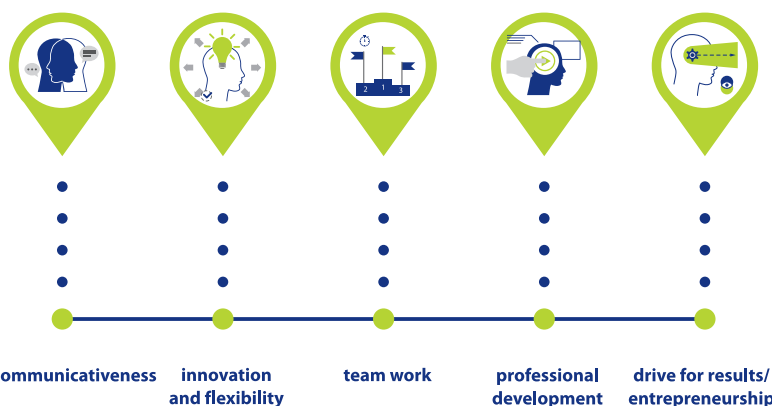 2 1 3
ommunicativeness
innovation
and flexibility
team work
professional
development
drive for results/
entrepreneurship